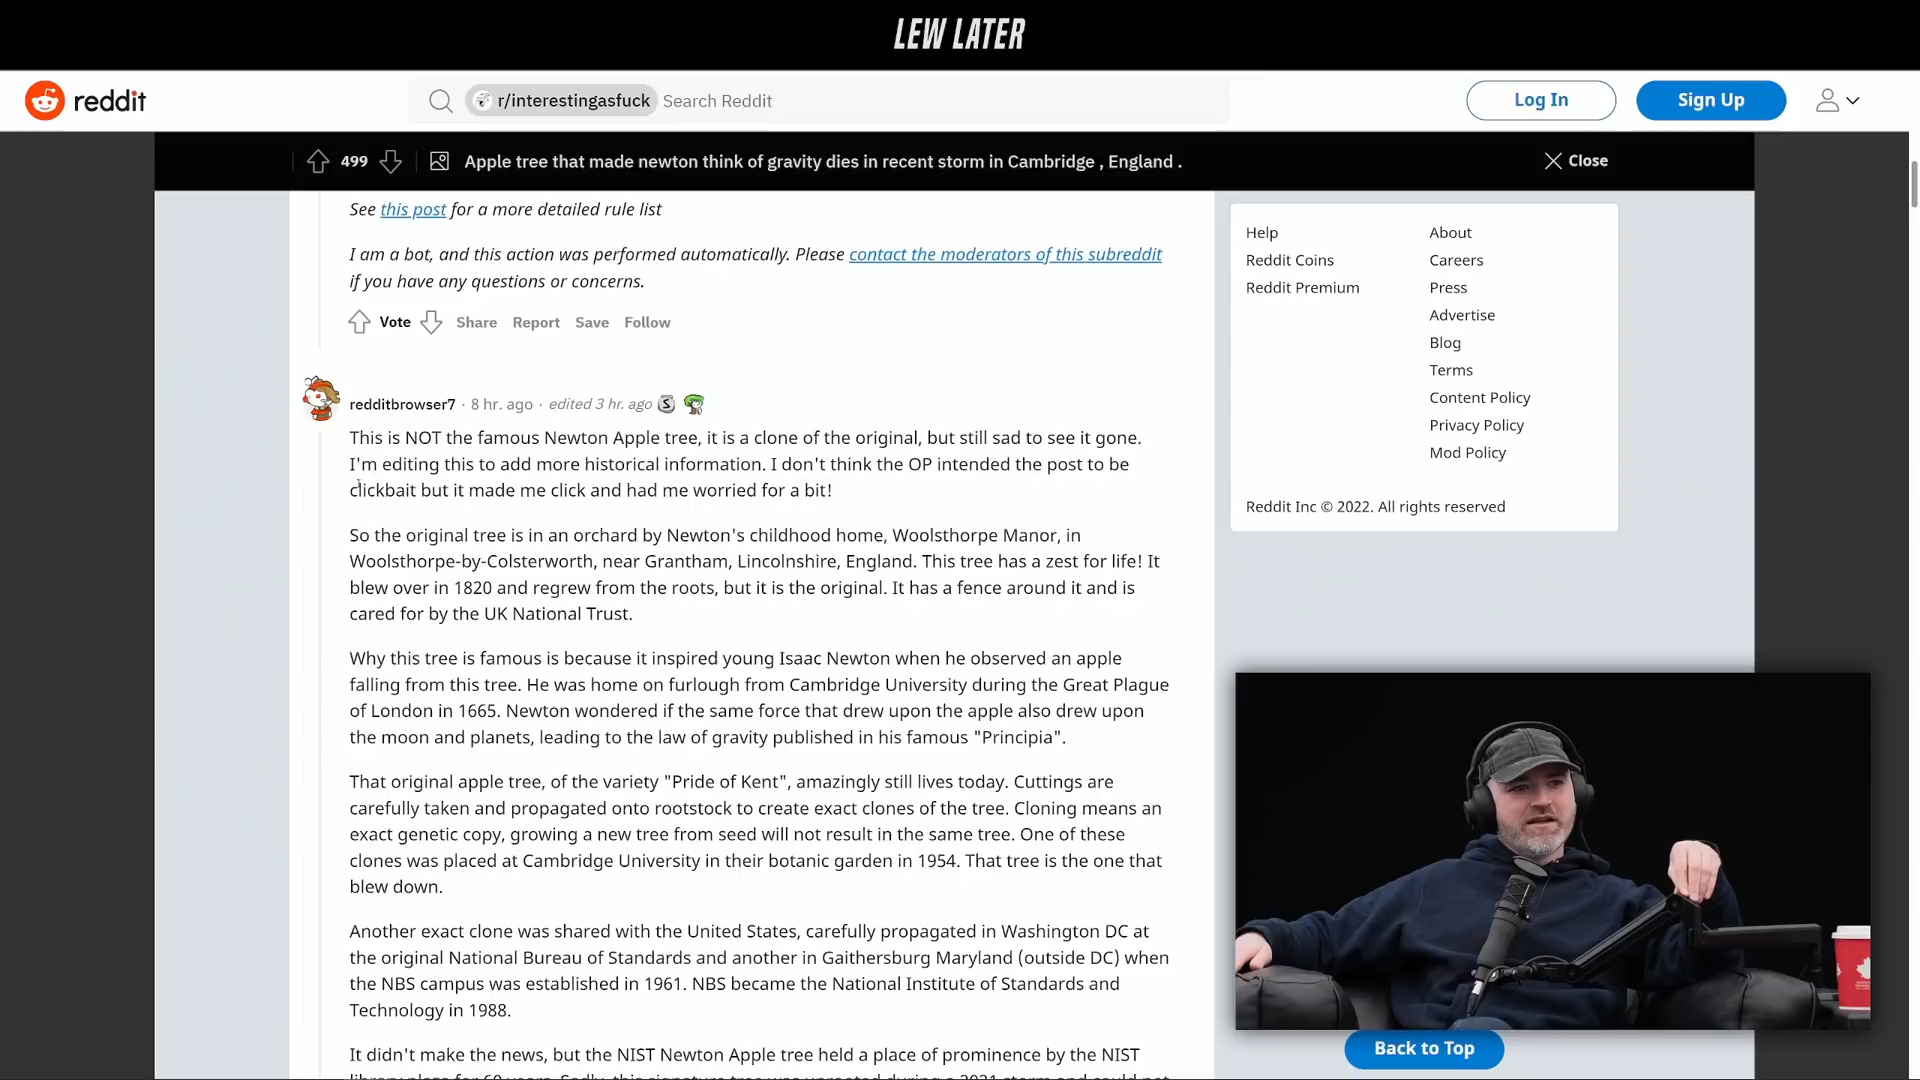 LEW LATER
reddit
r/interestingasfuck Search Reddit
Log In
Sign Up
499
Apple tree that made newton think of gravity dies in recent storm in Cambridge , England .
Close
See this post for a more detailed rule list
I am a bot, and this action was performed automatically. Please contact the moderators of this subreddit
if you have any questions or concerns.
Vote Share Report Save Follow
redditbrowser7 · 8 hr. ago · edited 3 hr. ago
This is NOT the famous Newton Apple tree, it is a clone of the original, but still sad to see it gone.
I'm editing this to add more historical information. I don't think the OP intended the post to be
clickbait but it made me click and had me worried for a bit!
So the original tree is in an orchard by Newton's childhood home, Woolsthorpe Manor, in
Woolsthorpe-by-Colsterworth, near Grantham, Lincolnshire, England. This tree has a zest for life! It
blew over in 1820 and regrew from the roots, but it is the original. It has a fence around it and is
cared for by the UK National Trust.
Why this tree is famous is because it inspired young Isaac Newton when he observed an apple
falling from this tree. He was home on furlough from Cambridge University during the Great Plague
of London in 1665. Newton wondered if the same force that drew upon the apple also drew upon
the moon and planets, leading to the law of gravity published in his famous "Principia".
That original apple tree, of the variety "Pride of Kent", amazingly still lives today. Cuttings are
carefully taken and propagated onto rootstock to create exact clones of the tree. Cloning means an
exact genetic copy, growing a new tree from seed will not result in the same tree. One of these
clones was placed at Cambridge University in their botanic garden in 1954. That tree is the one that
blew down.
Another exact clone was shared with the United States, carefully propagated in Washington DC at
the original National Bureau of Standards and another in Gaithersburg Maryland (outside DC) when
the NBS campus was established in 1961. NBS became the National Institute of Standards and
Technology in 1988.
It didn't make the news, but the NIST Newton Apple tree held a place of prominence by the NIST
Help
Reddit Coins
Reddit Premium
About
Careers
Press
Advertise
Blog
Terms
Content Policy
Privacy Policy
Mod Policy
Reddit Inc © 2022. All rights reserved
Back to Top